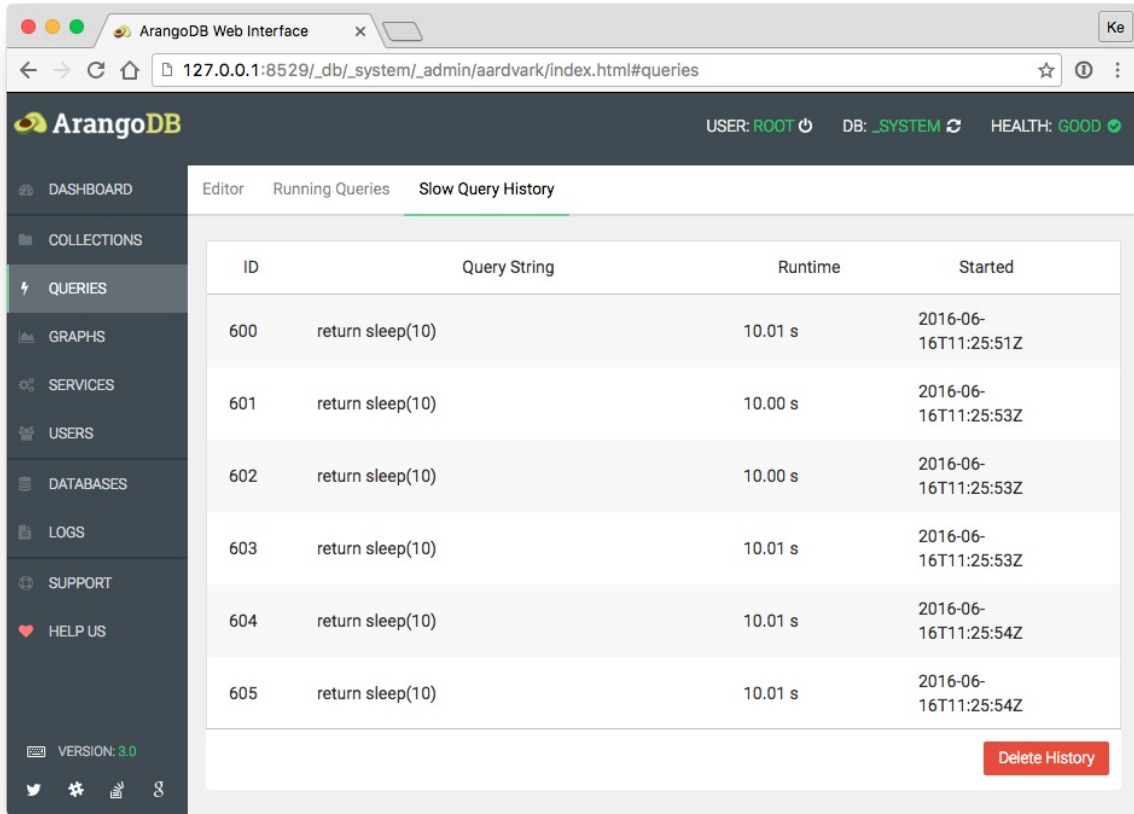 ArangoDB Web Interface
Ke
127.0.0.1:8529/_db/_system/_admin/aardvark/index.html#queries
ArangoDB
USER: ROOT DB: _SYSTEM HEALTH: GOOD
DASHBOARD
COLLECTIONS
QUERIES
GRAPHS
SERVICES
USERS
DATABASES
LOGS
SUPPORT
HELP US
VERSION: 3.0
Editor Running Queries Slow Query History
ID Query String Runtime Started
600 return sleep(10) 10.01 s 2016-06-
16T11:25:51Z
601 return sleep(10) 10.00 s 2016-06-
16T11:25:53Z
602 return sleep(10) 10.00 s 2016-06-
16T11:25:53Z
603 return sleep(10) 10.01 s 2016-06-
16T11:25:53Z
604 return sleep(10) 10.01 s 2016-06-
16T11:25:54Z
605 return sleep(10) 10.01 s 2016-06-
16T11:25:54Z
Delete History